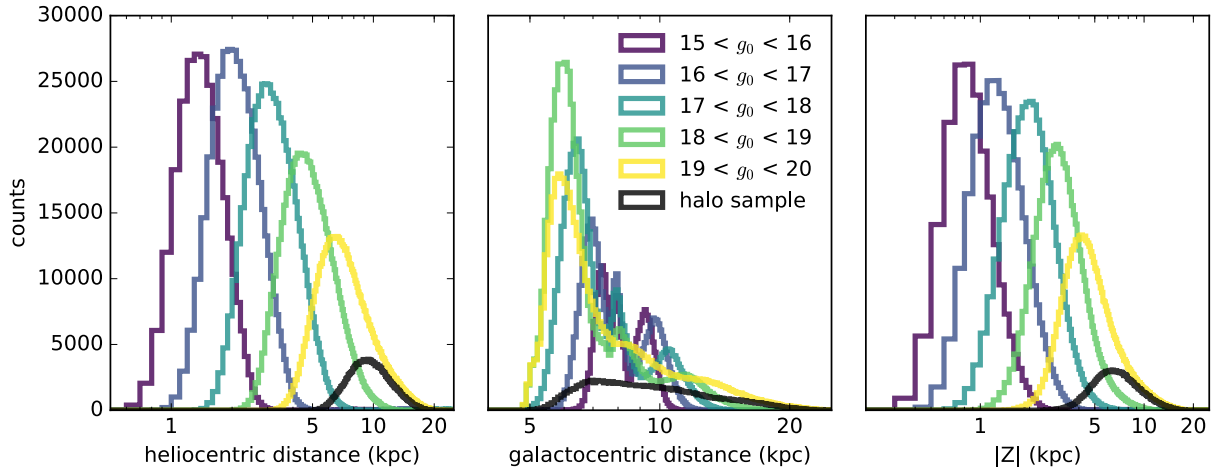 30000
25000
20000
15000
10000
5000
0
counts
1 5 10 20
heliocentric distance (kpc)
15 < g₀ < 16
16 < g₀ < 17
17 < g₀ < 18
18 < g₀ < 19
19 < g₀ < 20
halo sample
5 10
galactocentric distance (kpc)
1 5 10 20
|Z| (kpc)